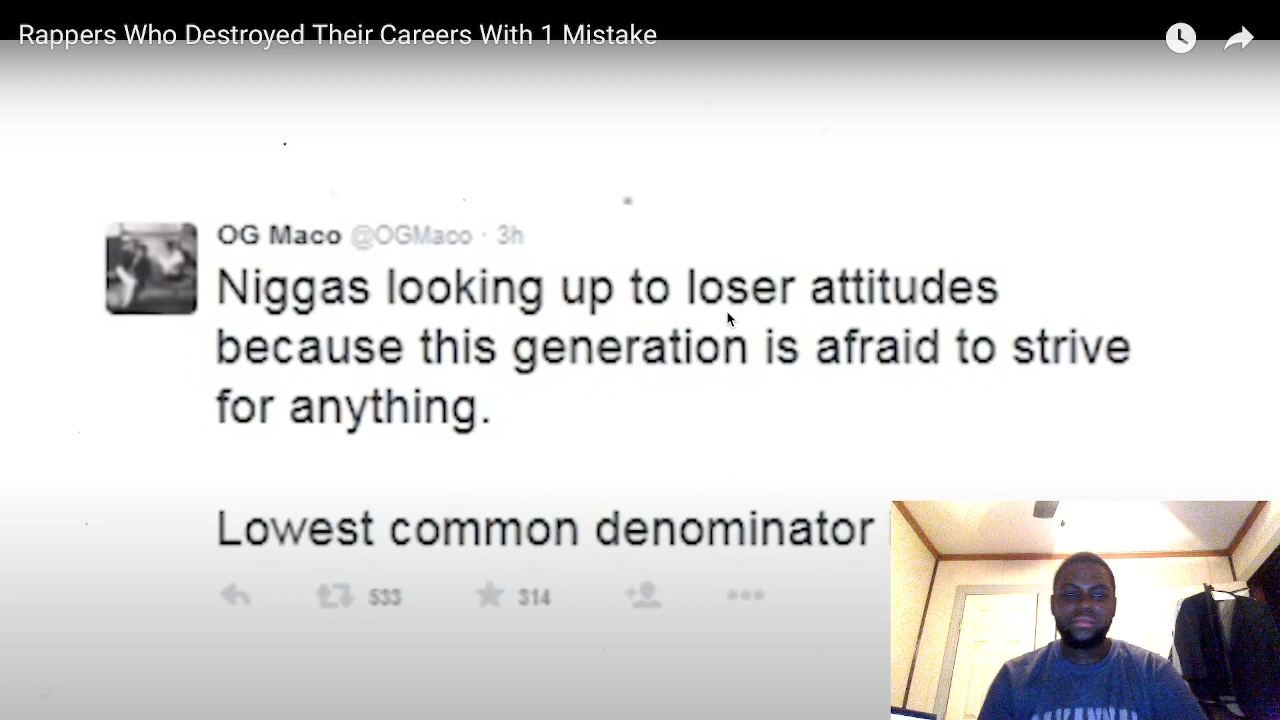 Rappers Who Destroyed Their Careers With 1 Mistake
OG Maco @OGMaco · 3h
Niggas looking up to loser attitudes
because this generation is afraid to strive
for anything.
Lowest common denominator
533 314